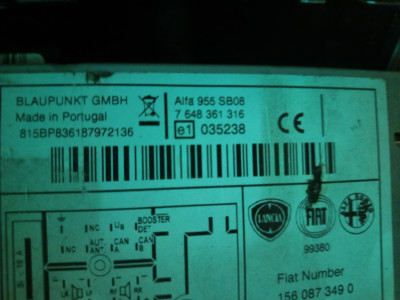 BLAUPUNKT GMBH
Made in Portugal
815BP836187972136
Alfa 955 SB08
7 648 361 316
e1 035238
CE
LANCIA
FIAT
99380
Fiat Number
156 087 349 0
BOOSTER
DET
NC
UB
NC
AUT.
ANT.
CAN
A
CAN
B